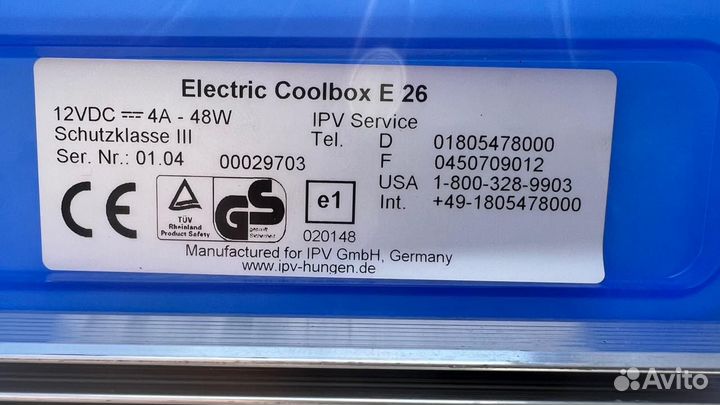 Electric Coolbox E 26
12VDC ⎓ 4A - 48W
Schutzklasse III
Ser. Nr.: 01.04 00029703
IPV Service
Tel. D 01805478000
F 0450709012
USA 1-800-328-9903
Int. +49-1805478000
CE
TÜV
Rheinland
Product Safety
GS
geprüfte
Sicherheit
e1
020148
Manufactured for IPV GmbH, Germany
www.ipv-hungen.de
Avito